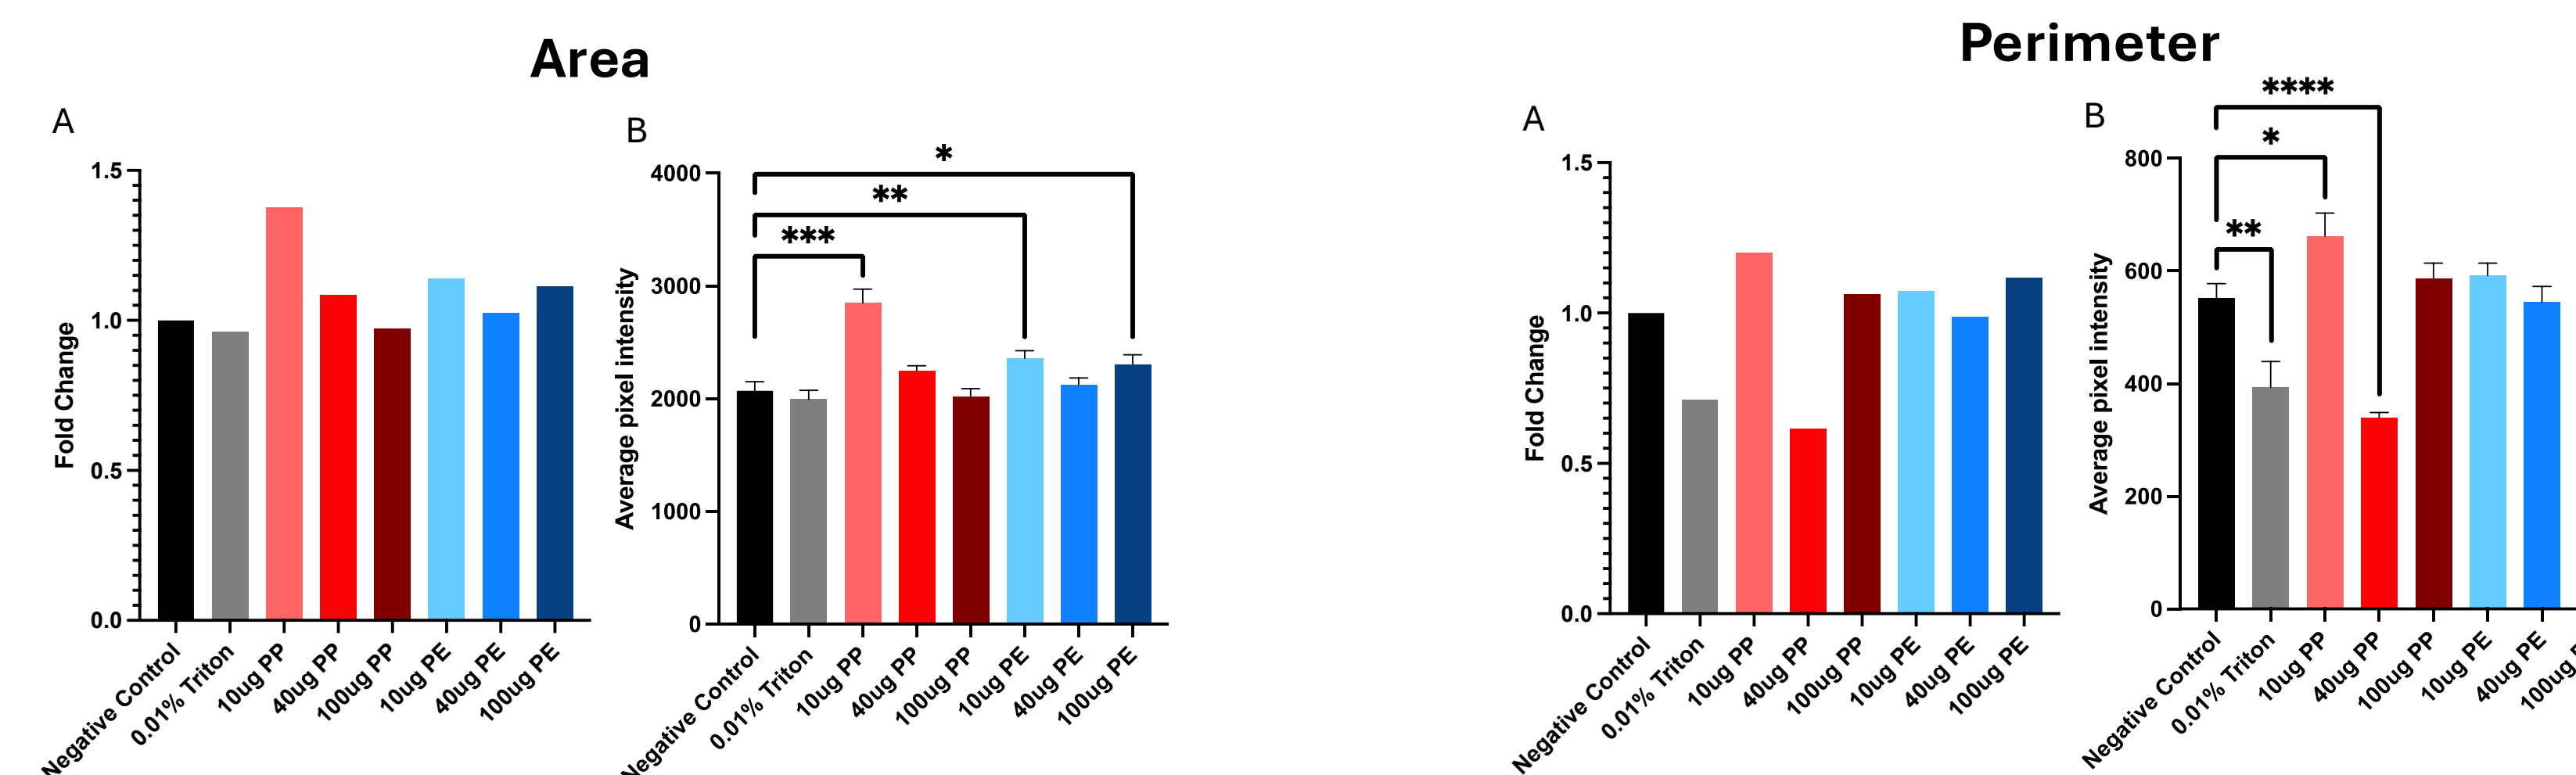 Area
A
Fold Change
1.5
1.0
0.5
0.0
Negative Control
0.01% Triton
10ug PP
40ug PP
100ug PP
10ug PE
40ug PE
100ug PE
B
Average pixel intensity
4000
3000
2000
1000
0
*
**
***
Negative Control
0.01% Triton
10ug PP
40ug PP
100ug PP
10ug PE
40ug PE
100ug PE
Perimeter
A
Fold Change
1.5
1.0
0.5
0.0
Negative Control
0.01% Triton
10ug PP
40ug PP
100ug PP
10ug PE
40ug PE
100ug PE
B
Average pixel intensity
800
600
400
200
0
****
*
**
Negative Control
0.01% Triton
10ug PP
40ug PP
100ug PP
10ug PE
40ug PE
100ug